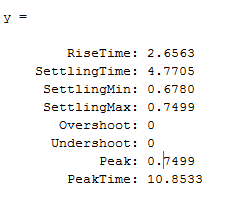 y =
RiseTime: 2.6563
SettlingTime: 4.7705
SettlingMin: 0.6780
SettlingMax: 0.7499
Overshoot: 0
Undershoot: 0
Peak: 0.7499
PeakTime: 10.8533